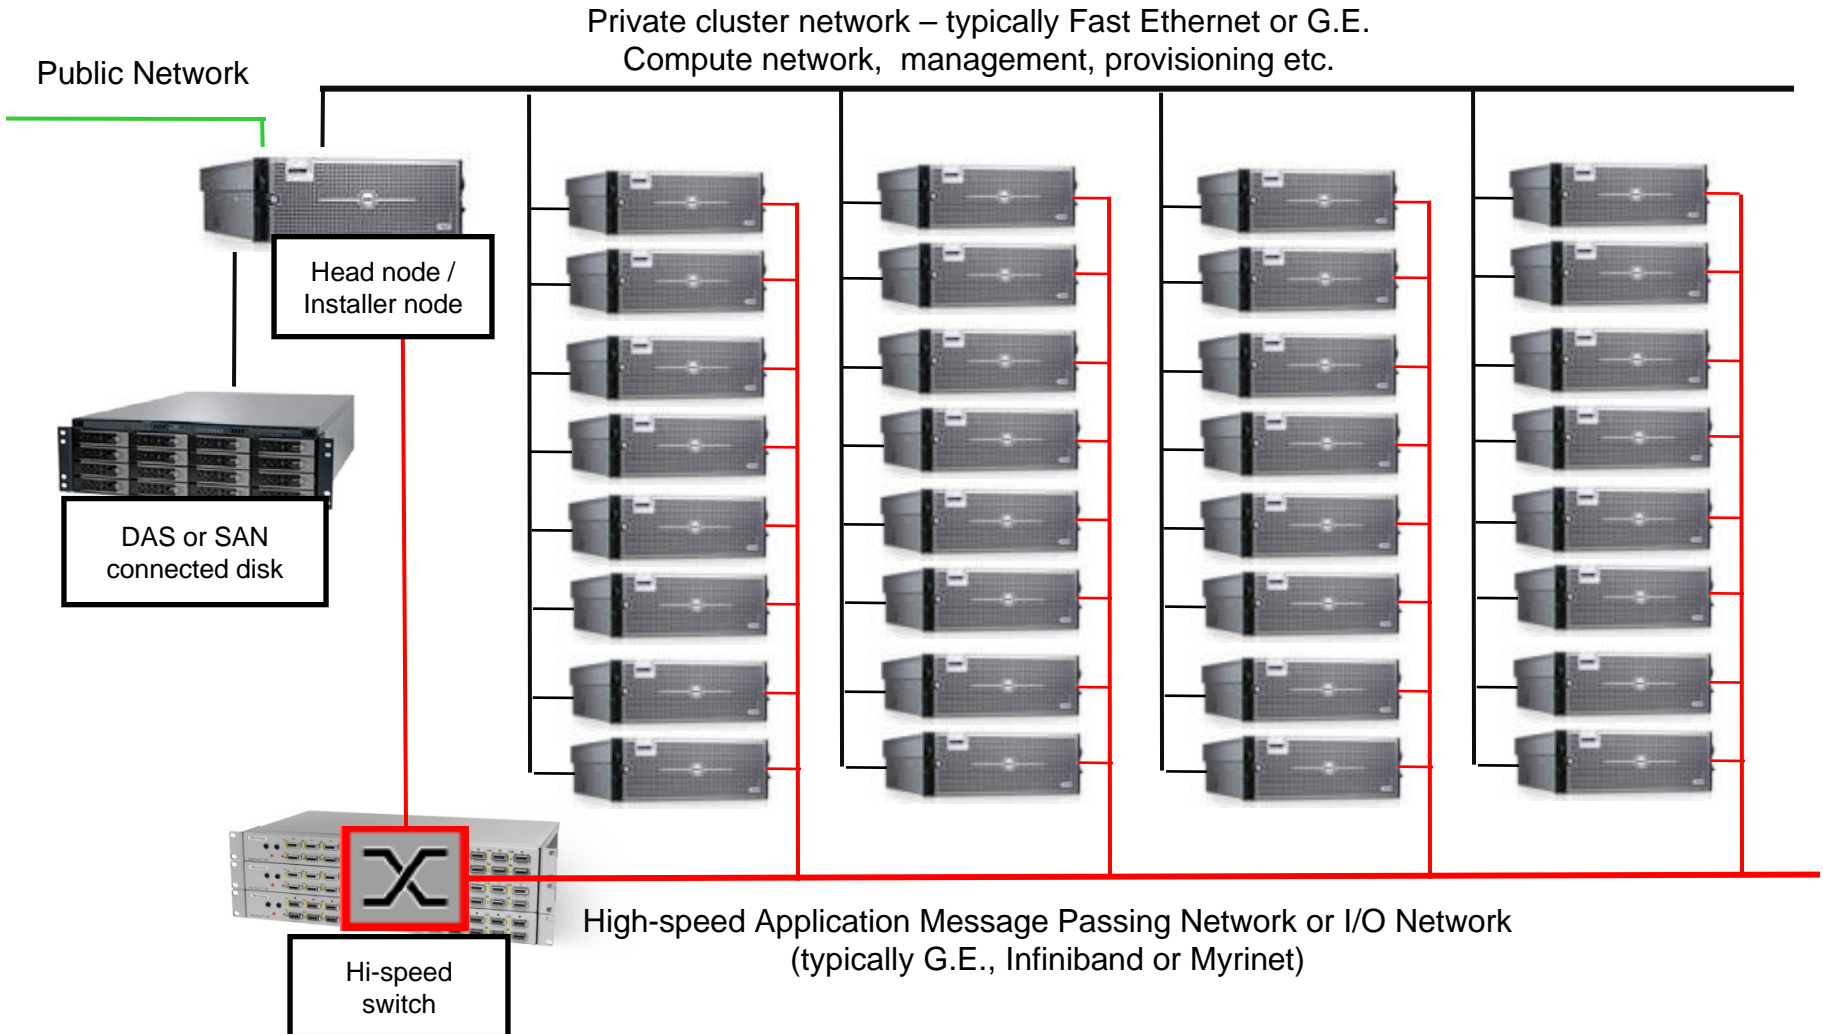 Private cluster network – typically Fast Ethernet or G.E.
Compute network, management, provisioning etc.
Public Network
Head node /
Installer node
DAS or SAN
connected disk
High-speed Application Message Passing Network or I/O Network
(typically G.E., Infiniband or Myrinet)
Hi-speed
switch